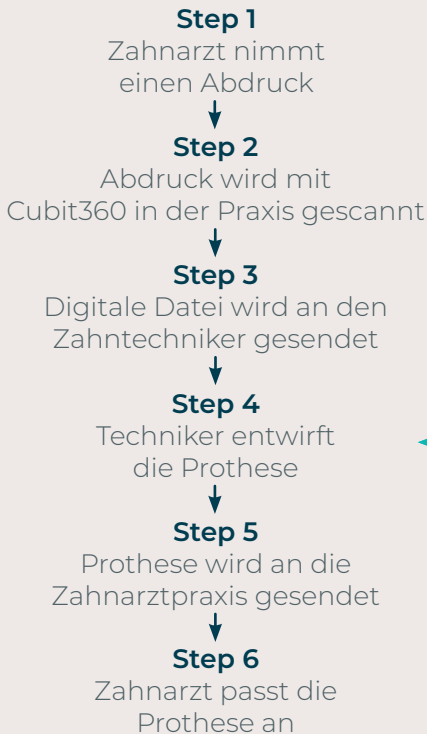 Step 1
Zahnarzt nimmt
einen Abdruck
Step 2
Abdruck wird mit
Cubit360 in der Praxis gescannt
Step 3
Digitale Datei wird an den
Zahntechniker gesendet
Step 4
Techniker entwirft
die Prothese
Step 5
Prothese wird an die
Zahnarztpraxis gesendet
Step 6
Zahnarzt passt die
Prothese an